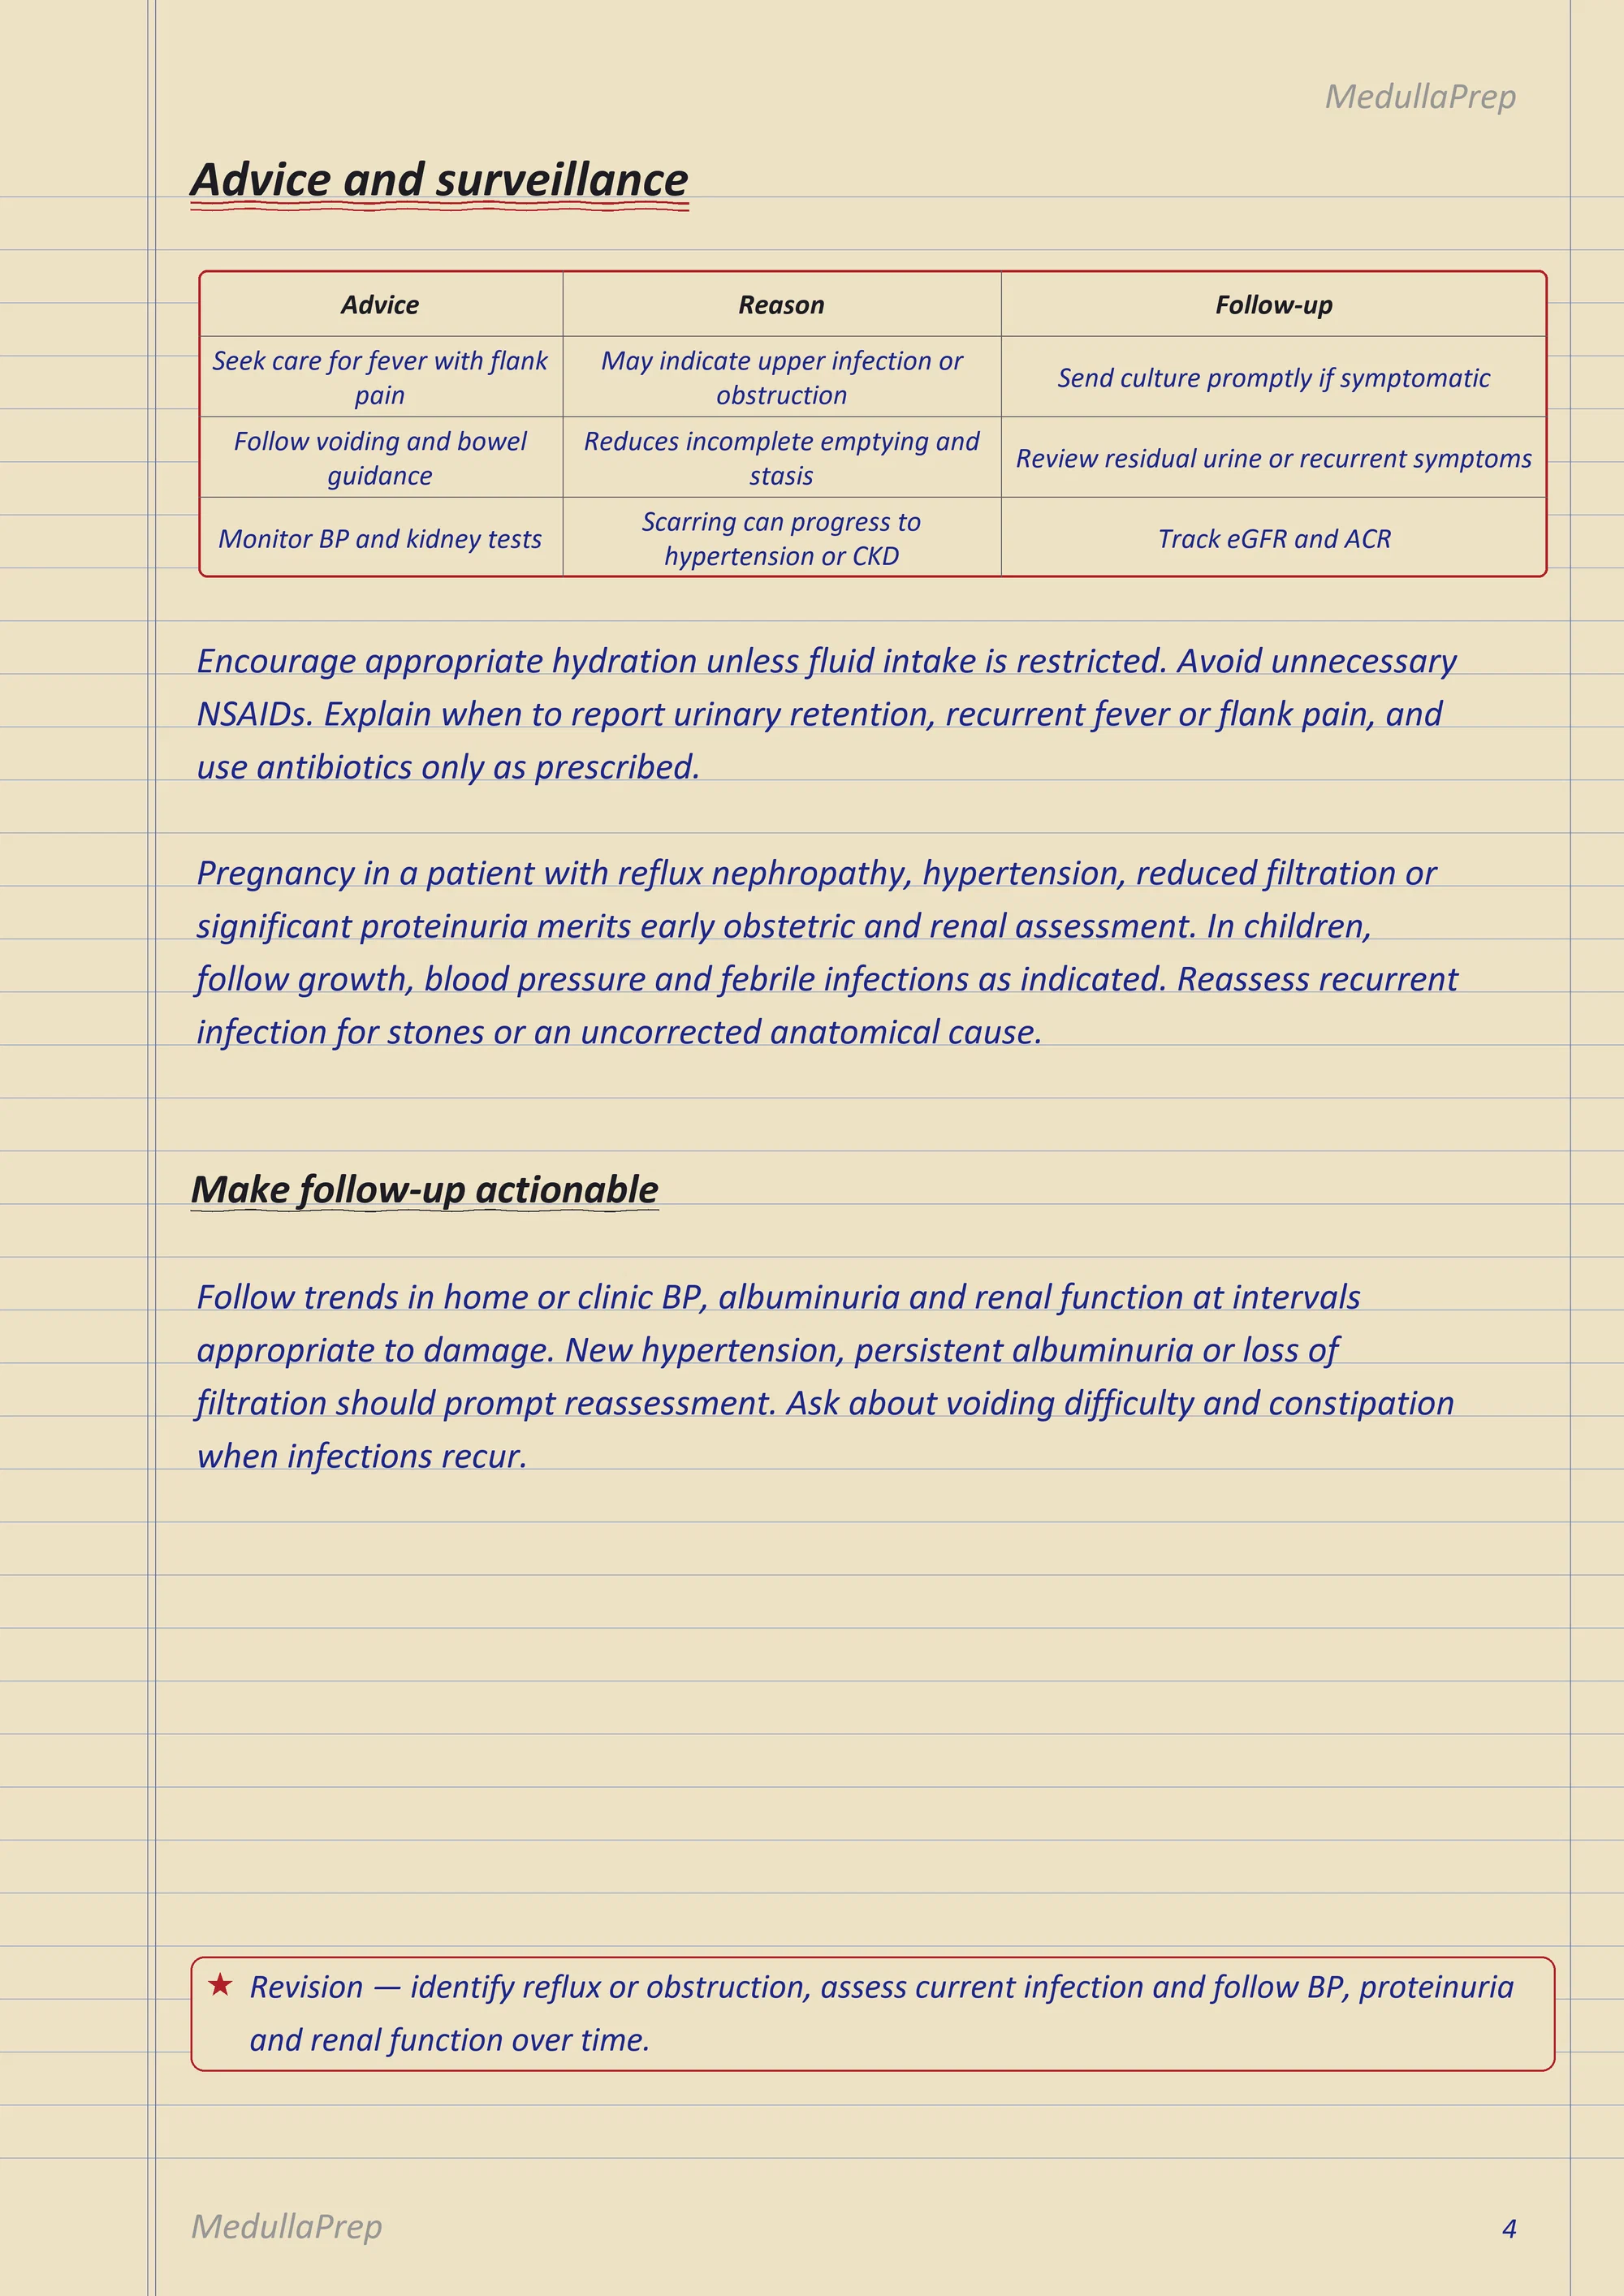 MedullaPrep
Advice and surveillance
Advice Reason Follow-up
Seek care for fever with flank
pain
May indicate upper infection or
obstruction
Send culture promptly if symptomatic
Follow voiding and bowel
guidance
Reduces incomplete emptying and
stasis
Review residual urine or recurrent symptoms
Monitor BP and kidney tests
Scarring can progress to
hypertension or CKD
Track eGFR and ACR
Encourage appropriate hydration unless fluid intake is restricted. Avoid unnecessary
NSAIDs. Explain when to report urinary retention, recurrent fever or flank pain, and
use antibiotics only as prescribed.
Pregnancy in a patient with reflux nephropathy, hypertension, reduced filtration or
significant proteinuria merits early obstetric and renal assessment. In children,
follow growth, blood pressure and febrile infections as indicated. Reassess recurrent
infection for stones or an uncorrected anatomical cause.
Make follow-up actionable
Follow trends in home or clinic BP, albuminuria and renal function at intervals
appropriate to damage. New hypertension, persistent albuminuria or loss of
filtration should prompt reassessment. Ask about voiding difficulty and constipation
when infections recur.
★ Revision — identify reflux or obstruction, assess current infection and follow BP, proteinuria
and renal function over time.
MedullaPrep 4